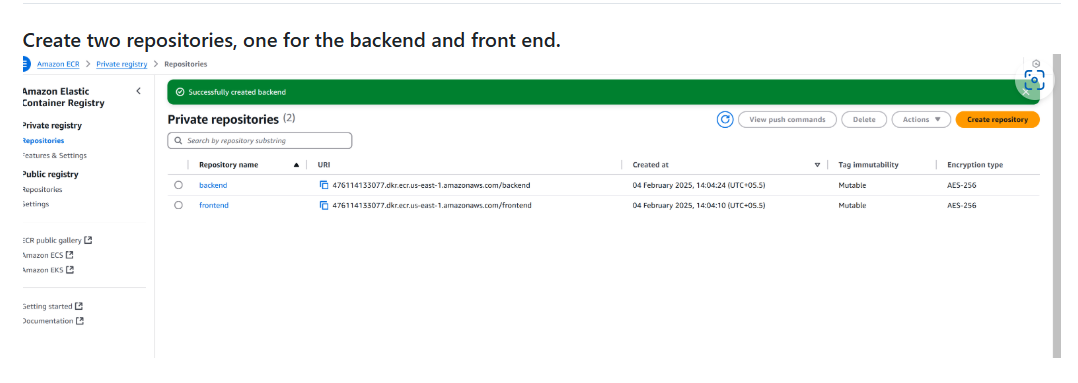 Create two repositories, one for the backend and front end.
Amazon ECR > Private registry > Repositories
Amazon Elastic
Container Registry
Private registry
Repositories
Features & Settings
Public registry
Repositories
Settings
ECR public gallery
Amazon ECS
Amazon EKS
Getting started
Documentation
Successfully created backend
Private repositories (2)
View push commands Delete Actions Create repository
Search by repository substring
Repository name URI Created at Tag immutability Encryption type
backend 476114133077.dkr.ecr.us-east-1.amazonaws.com/backend 04 February 2025, 14:04:24 (UTC+05.5) Mutable AES-256
frontend 476114133077.dkr.ecr.us-east-1.amazonaws.com/frontend 04 February 2025, 14:04:10 (UTC+05.5) Mutable AES-256